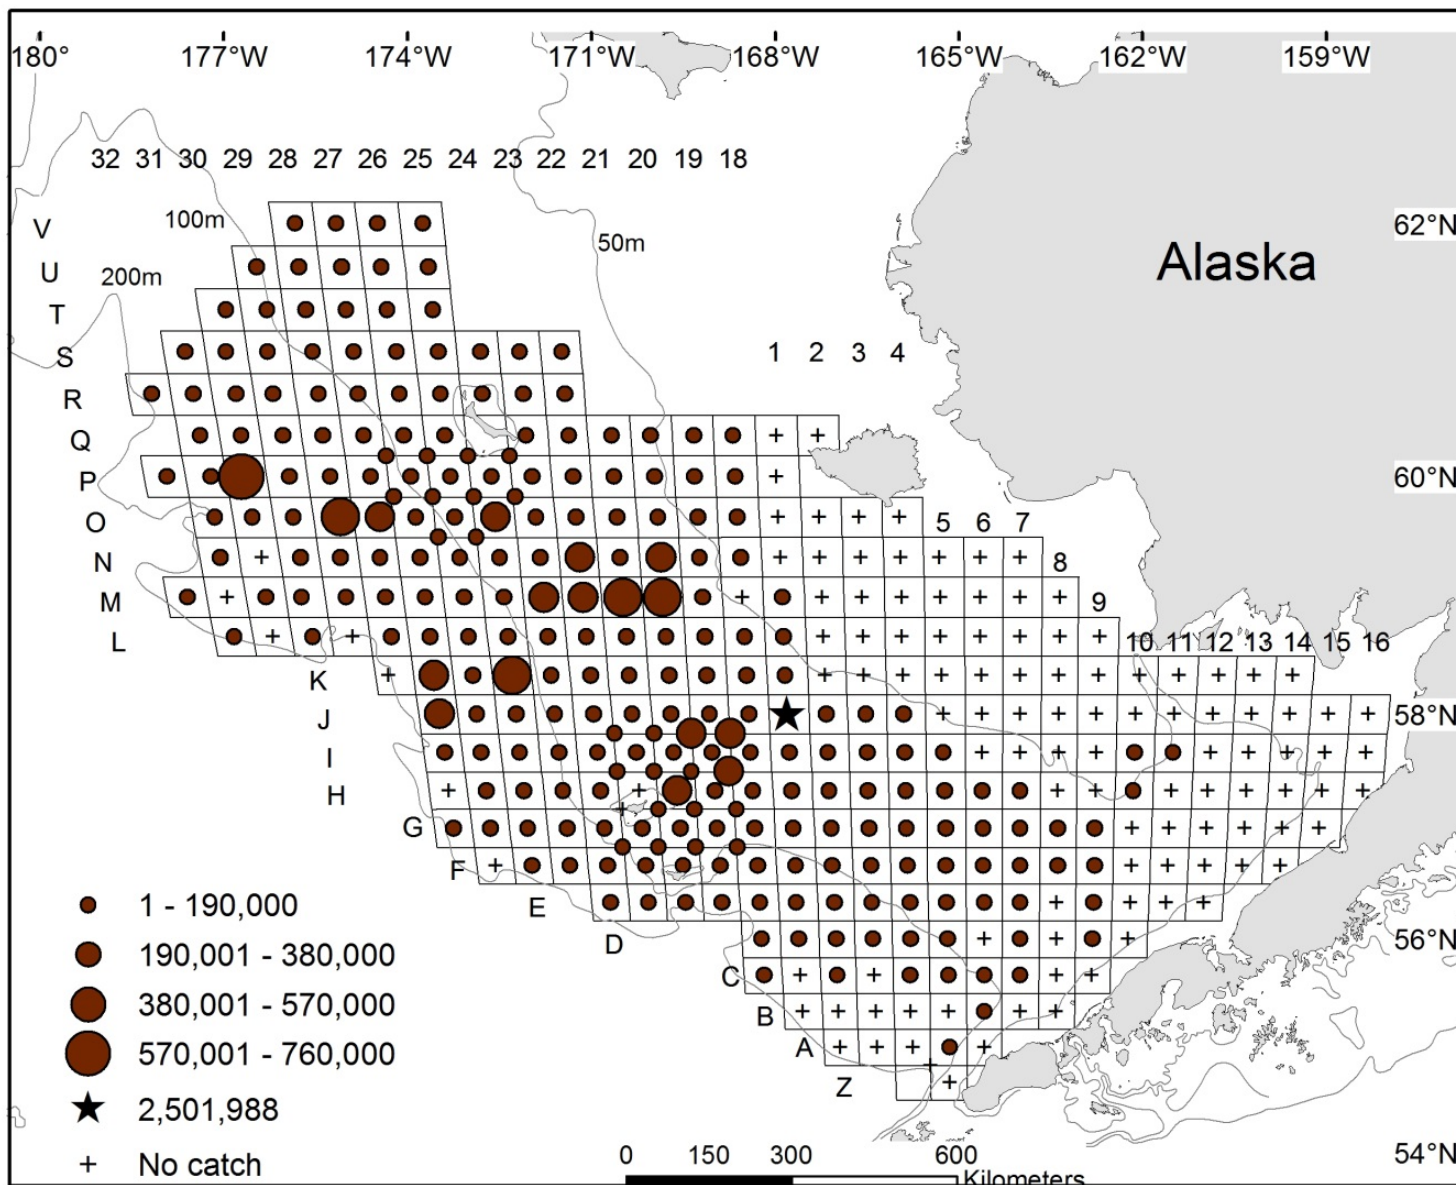 180° 177°W 174°W 171°W 168°W 165°W 162°W 159°W
32 31 30 29 28 27 26 25 24 23 22 21 20 19 18
100m
V
62°N
50m
Alaska
U
200m
T
S
1 2 3 4
R
Q
P
60°N
O
5 6 7
N
8
M
9
L
10 11 12 13 14 15 16
K
J
58°N
I
H
G
F
1 - 190,000
E
190,001 - 380,000
D
56°N
C
380,001 - 570,000
B
570,001 - 760,000
A
Z
2,501,988
No catch
54°N
0 150 300 600
Kilometers